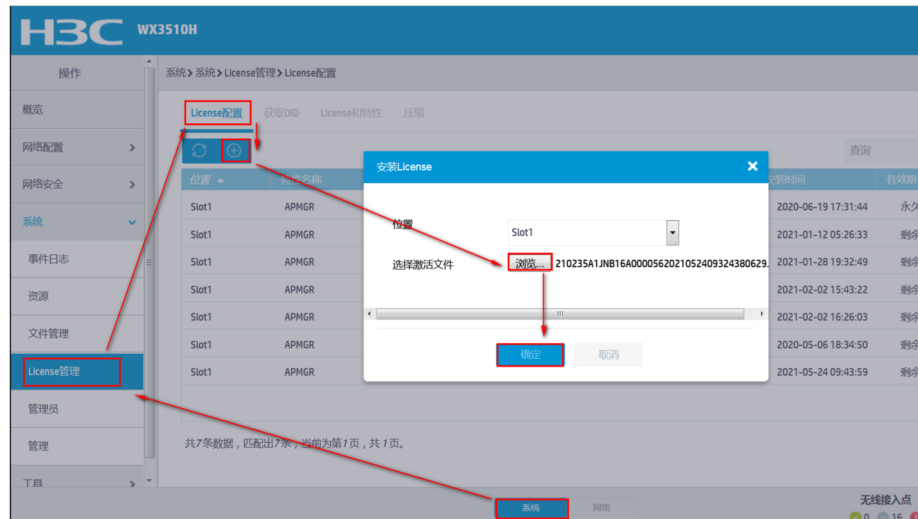 H3C WX3510H
操作
系统>系统>License管理>License配置
概览
网络配置
网络安全
系统
事件日志
资源
文件管理
License管理
管理员
管理
工具
License配置 获取DID License和特性 压缩
查询
位置 特性名称 安装时间 有效期
Slot1 APMGR 2020-06-19 17:31:44 永久
Slot1 APMGR 2021-01-12 05:26:33 剩余
Slot1 APMGR 2021-01-28 19:32:49 剩余
Slot1 APMGR 2021-02-02 15:43:22 剩余
Slot1 APMGR 2021-02-02 16:26:03 剩余
Slot1 APMGR 2020-05-06 18:34:50 剩余
Slot1 APMGR 2021-05-24 09:43:59 剩余
安装License
位置 Slot1
选择激活文件 浏览... 210235A1JNB16A0000562021052409324380629.
确定 取消
共7条数据,匹配出7条,当前为第1页,共1页。
系统 网络
无线接入点
0 16